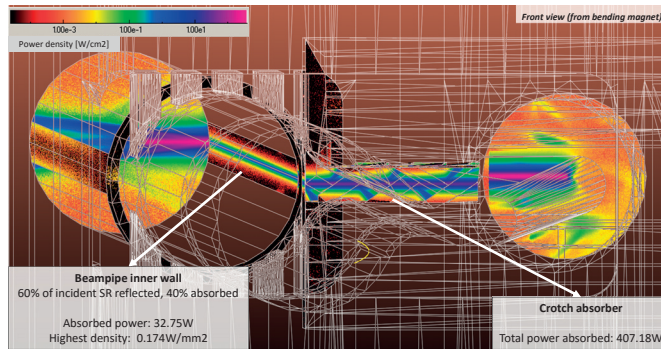 Front view (from bending magnet)
100e-3 100e-1 100e1
Power density [W/cm2]
Beampipe inner wall
60% of incident SR reflected, 40% absorbed
Absorbed power: 32.75W
Highest density: 0.174W/mm2
Crotch absorber
Total power absorbed: 407.18W